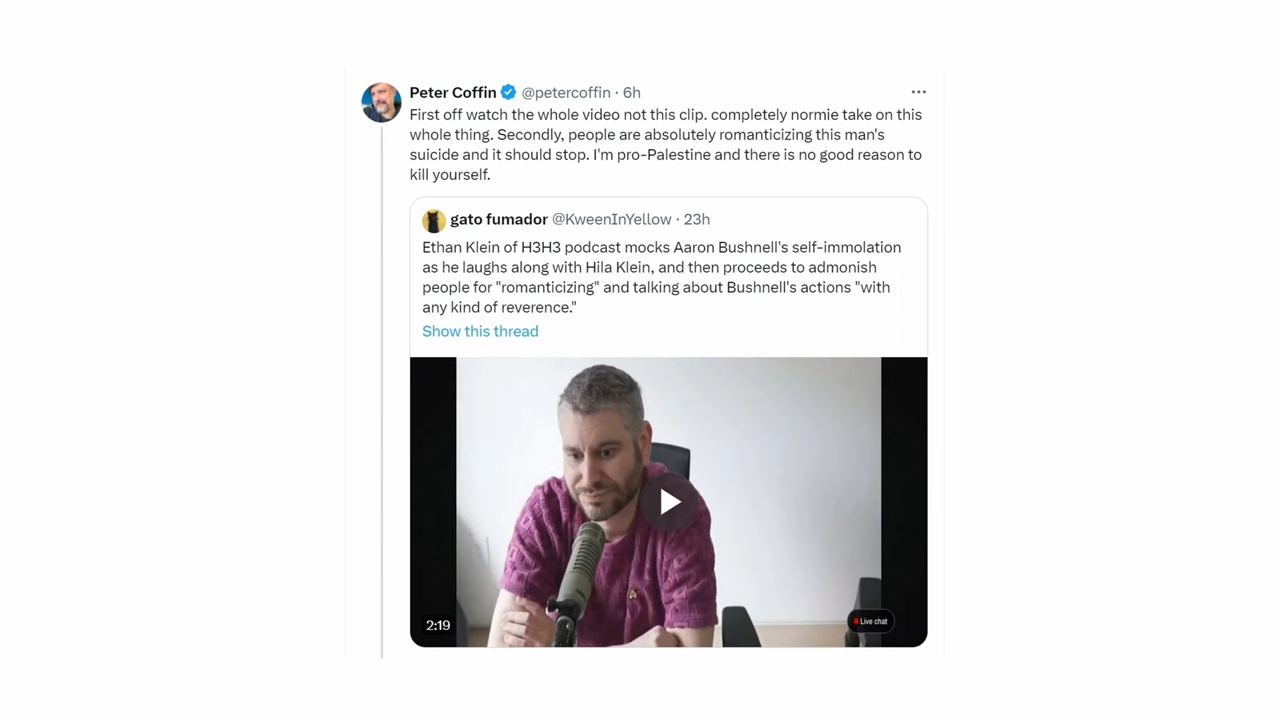 Peter Coffin @petercoffin · 6h
First off watch the whole video not this clip. completely normie take on this
whole thing. Secondly, people are absolutely romanticizing this man's
suicide and it should stop. I'm pro-Palestine and there is no good reason to
kill yourself.
gato fumador @KweenInYellow · 23h
Ethan Klein of H3H3 podcast mocks Aaron Bushnell's self-immolation
as he laughs along with Hila Klein, and then proceeds to admonish
people for "romanticizing" and talking about Bushnell's actions "with
any kind of reverence."
Show this thread
2:19
Live chat